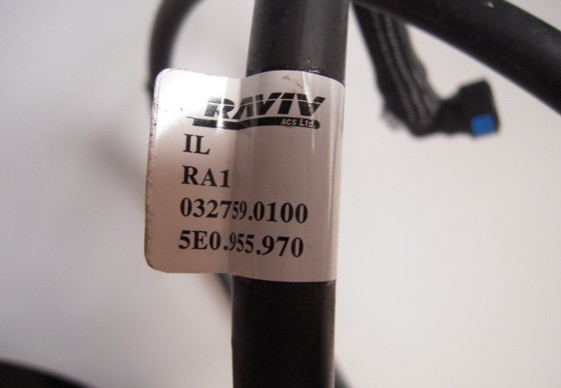 RAVIV
ACS Ltd.
IL
RA1
032759.0100
5E0.955.970